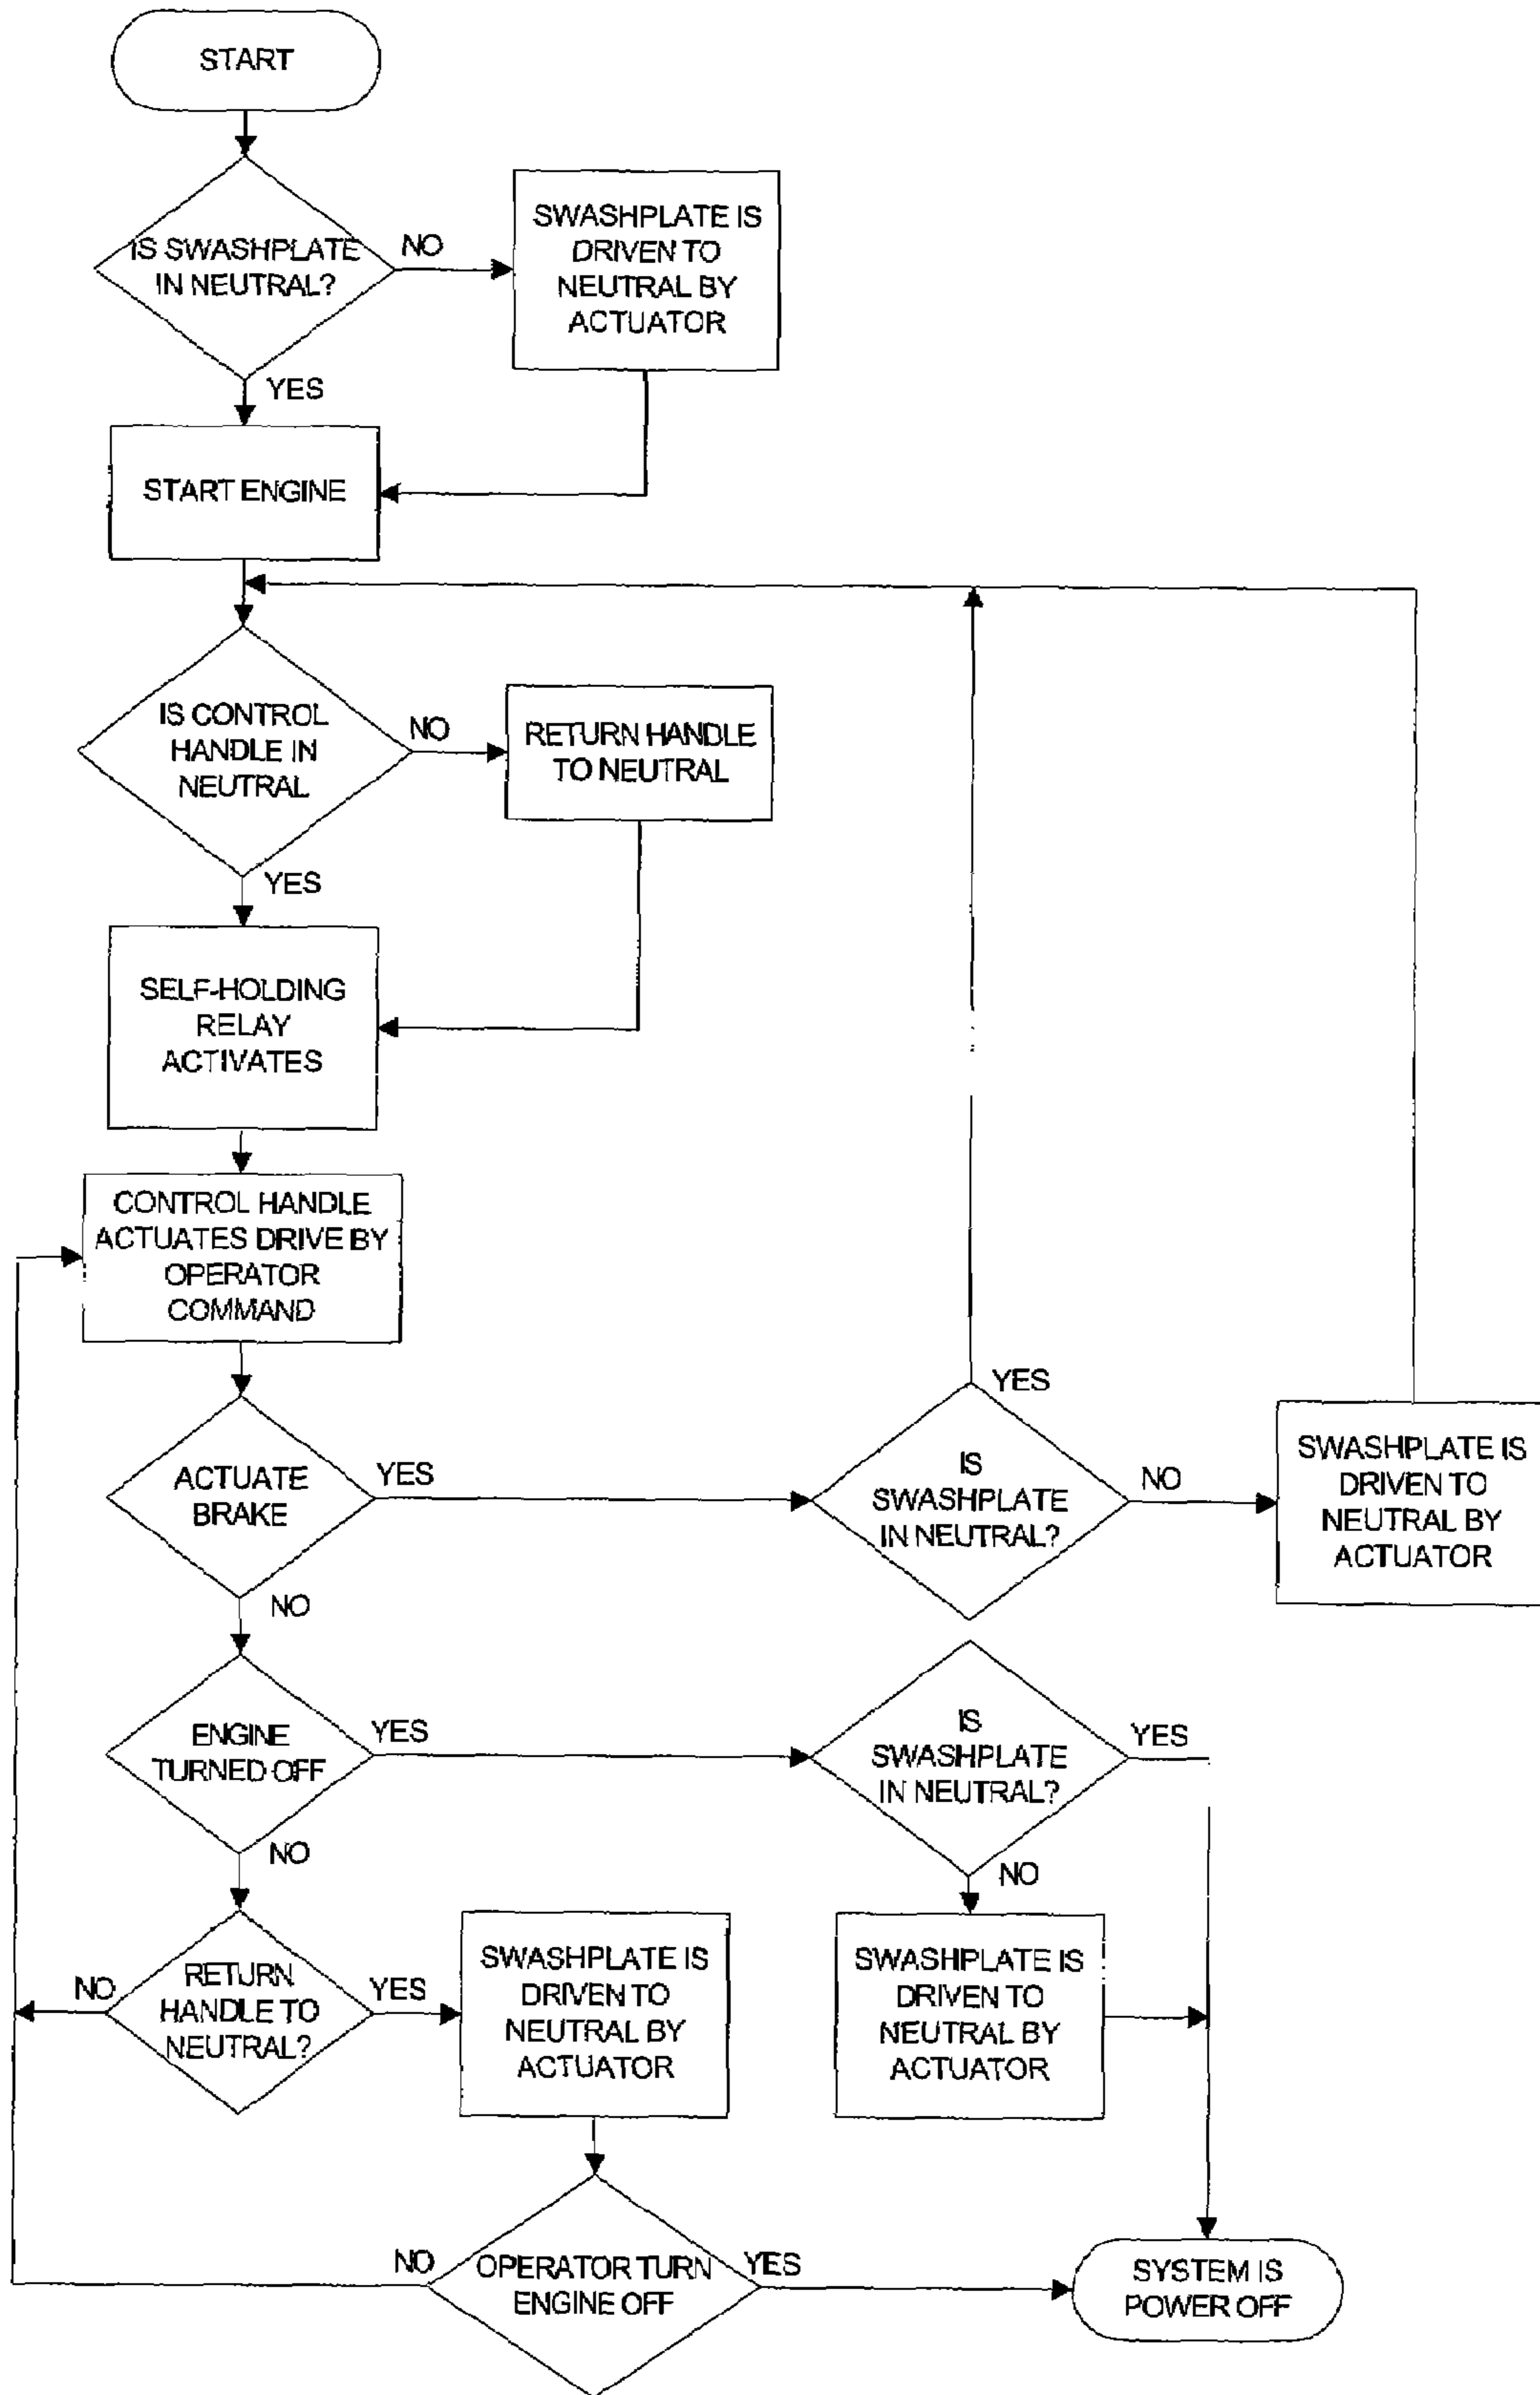 START
IS SWASHPLATE
IN NEUTRAL?
NO
SWASHPLATE IS
DRIVEN TO
NEUTRAL BY
ACTUATOR
YES
START ENGINE
IS CONTROL
HANDLE IN
NEUTRAL
NO
RETURN HANDLE
TO NEUTRAL
YES
SELF-HOLDING
RELAY
ACTIVATES
CONTROL HANDLE
ACTUATES DRIVE BY
OPERATOR
COMMAND
ACTUATE
BRAKE
YES
IS
SWASHPLATE
IN NEUTRAL?
YES
NO
SWASHPLATE IS
DRIVEN TO
NEUTRAL BY
ACTUATOR
NO
ENGINE
TURNED OFF
YES
IS
SWASHPLATE
IN NEUTRAL?
YES
NO
NO
RETURN
HANDLE TO
NEUTRAL?
NO
YES
SWASHPLATE IS
DRIVEN TO
NEUTRAL BY
ACTUATOR
SWASHPLATE IS
DRIVEN TO
NEUTRAL BY
ACTUATOR
NO
OPERATOR TURN
ENGINE OFF
YES
SYSTEM IS
POWER OFF